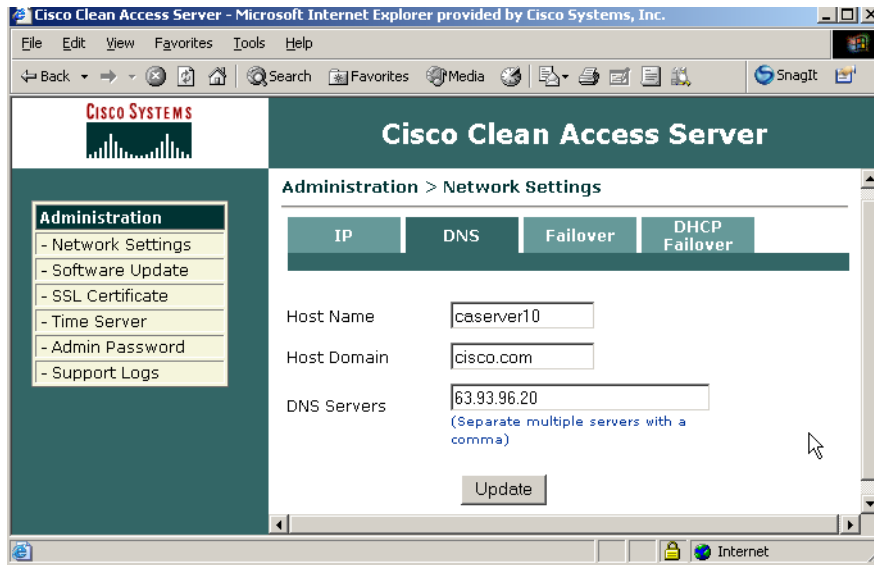 Cisco Clean Access Server - Microsoft Internet Explorer provided by Cisco Systems, Inc.
File Edit View Favorites Tools Help
Back Search Favorites Media SnagIt
CISCO SYSTEMS
Cisco Clean Access Server
Administration > Network Settings
Administration
- Network Settings
- Software Update
- SSL Certificate
- Time Server
- Admin Password
- Support Logs
IP DNS Failover DHCP Failover
Host Name caserver10
Host Domain cisco.com
DNS Servers 63.93.96.20
(Separate multiple servers with a
comma)
Update
Internet